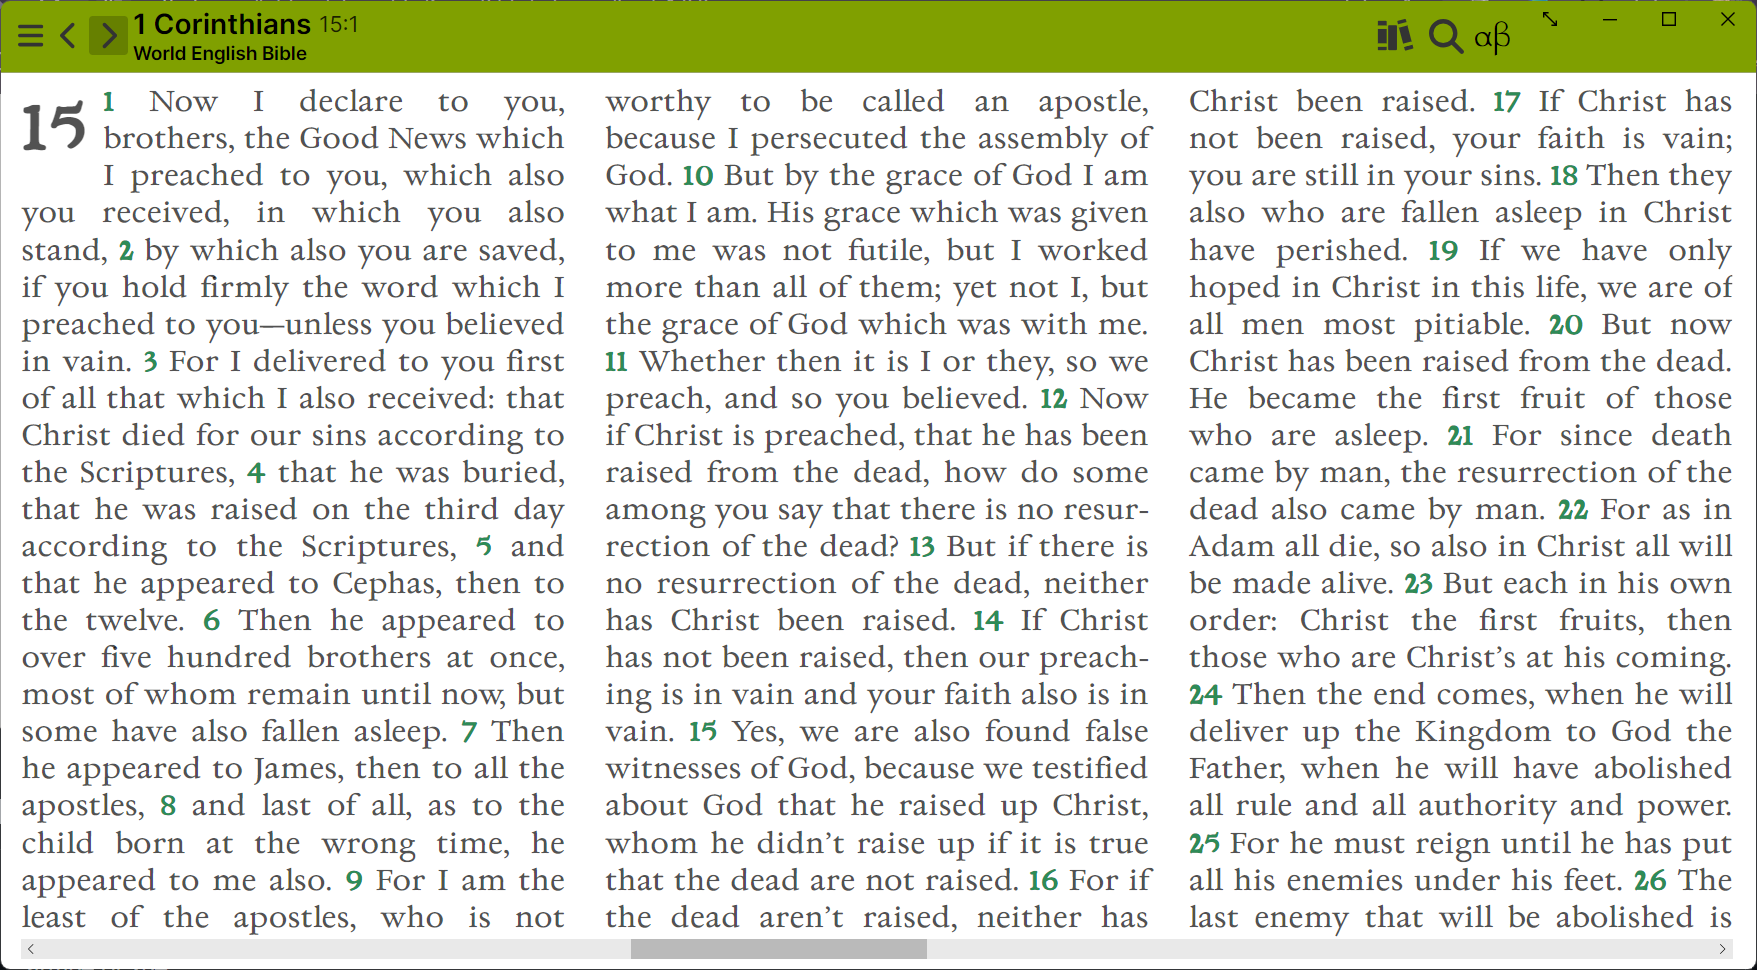 1 Corinthians 15:1
World English Bible
αβ
15 1 Now I declare to you,
brothers, the Good News which
I preached to you, which also
you received, in which you also
stand, 2 by which also you are saved,
if you hold firmly the word which I
preached to you—unless you believed
in vain. 3 For I delivered to you first
of all that which I also received: that
Christ died for our sins according to
the Scriptures, 4 that he was buried,
that he was raised on the third day
according to the Scriptures, 5 and
that he appeared to Cephas, then to
the twelve. 6 Then he appeared to
over five hundred brothers at once,
most of whom remain until now, but
some have also fallen asleep. 7 Then
he appeared to James, then to all the
apostles, 8 and last of all, as to the
child born at the wrong time, he
appeared to me also. 9 For I am the
least of the apostles, who is not
worthy to be called an apostle,
because I persecuted the assembly of
God. 10 But by the grace of God I am
what I am. His grace which was given
to me was not futile, but I worked
more than all of them; yet not I, but
the grace of God which was with me.
11 Whether then it is I or they, so we
preach, and so you believed. 12 Now
if Christ is preached, that he has been
raised from the dead, how do some
among you say that there is no resur-
rection of the dead? 13 But if there is
no resurrection of the dead, neither
has Christ been raised. 14 If Christ
has not been raised, then our preach-
ing is in vain and your faith also is in
vain. 15 Yes, we are also found false
witnesses of God, because we testified
about God that he raised up Christ,
whom he didn’t raise up if it is true
that the dead are not raised. 16 For if
the dead aren’t raised, neither has
Christ been raised. 17 If Christ has
not been raised, your faith is vain;
you are still in your sins. 18 Then they
also who are fallen asleep in Christ
have perished. 19 If we have only
hoped in Christ in this life, we are of
all men most pitiable. 20 But now
Christ has been raised from the dead.
He became the first fruit of those
who are asleep. 21 For since death
came by man, the resurrection of the
dead also came by man. 22 For as in
Adam all die, so also in Christ all will
be made alive. 23 But each in his own
order: Christ the first fruits, then
those who are Christ’s at his coming.
24 Then the end comes, when he will
deliver up the Kingdom to God the
Father, when he will have abolished
all rule and all authority and power.
25 For he must reign until he has put
all his enemies under his feet. 26 The
last enemy that will be abolished is